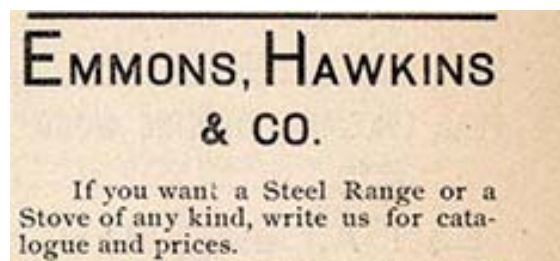 EMMONS, HAWKINS
& CO.
If you want a Steel Range or a
Stove of any kind, write us for cata-
logue and prices.